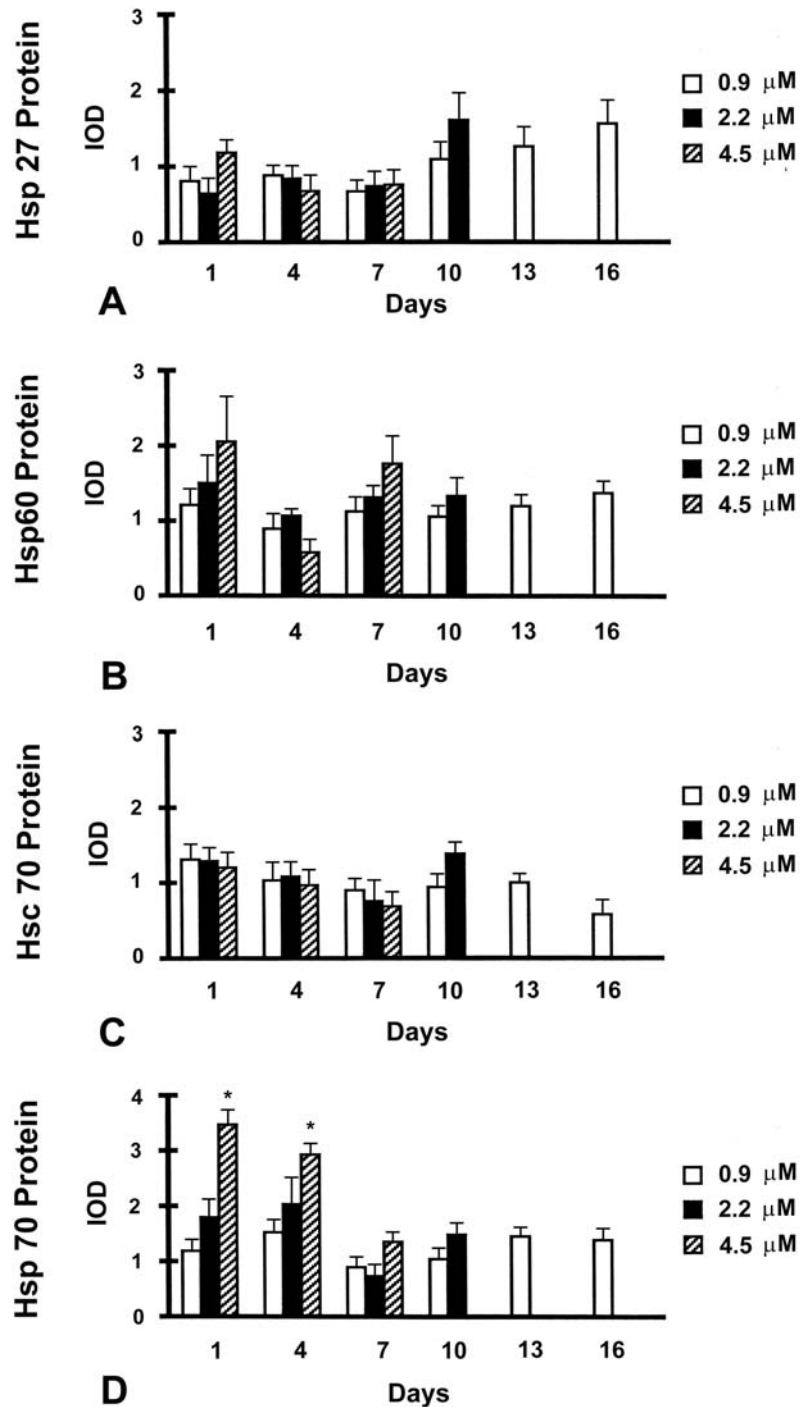 Hsp 27 Protein
IOD
3
2
1
0
1 4 7 10 13 16
Days
A
0.9 μM
2.2 μM
4.5 μM
Hsp60 Protein
IOD
3
2
1
0
1 4 7 10 13 16
Days
B
0.9 μM
2.2 μM
4.5 μM
Hsc 70 Protein
IOD
3
2
1
0
1 4 7 10 13 16
Days
C
0.9 μM
2.2 μM
4.5 μM
Hsp 70 Protein
IOD
4
3
2
1
0
* *
1 4 7 10 13 16
Days
D
0.9 μM
2.2 μM
4.5 μM